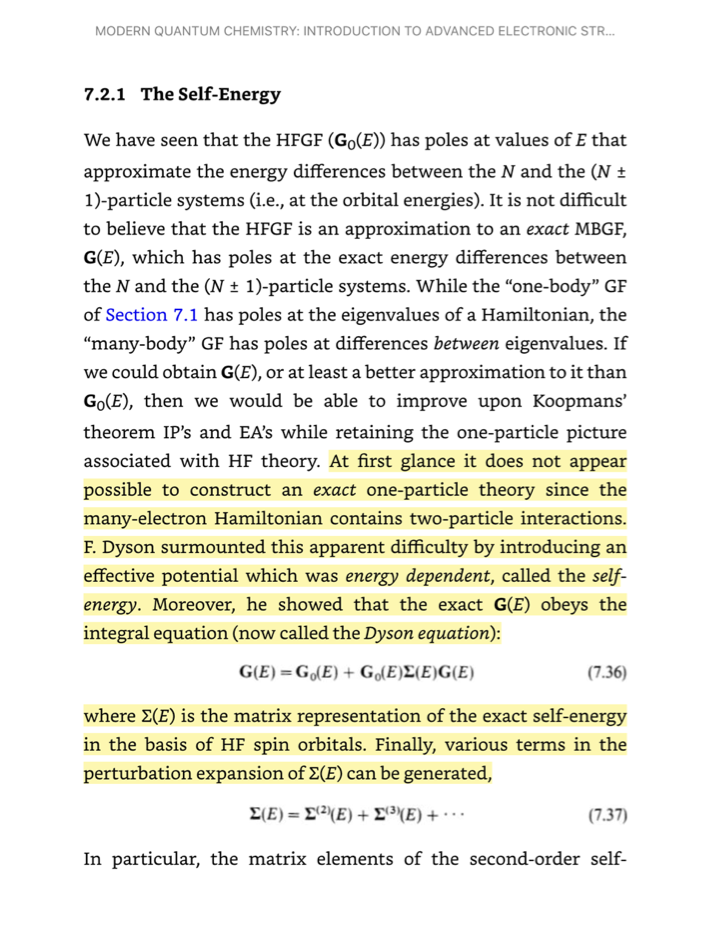 MODERN QUANTUM CHEMISTRY: INTRODUCTION TO ADVANCED ELECTRONIC STR...
7.2.1 The Self-Energy
We have seen that the HFGF (G₀(E)) has poles at values of E that
approximate the energy differences between the N and the (N ±
1)-particle systems (i.e., at the orbital energies). It is not difficult
to believe that the HFGF is an approximation to an exact MBGF,
G(E), which has poles at the exact energy differences between
the N and the (N ± 1)-particle systems. While the “one-body” GF
of Section 7.1 has poles at the eigenvalues of a Hamiltonian, the
“many-body” GF has poles at differences between eigenvalues. If
we could obtain G(E), or at least a better approximation to it than
G₀(E), then we would be able to improve upon Koopmans’
theorem IP’s and EA’s while retaining the one-particle picture
associated with HF theory. At first glance it does not appear
possible to construct an exact one-particle theory since the
many-electron Hamiltonian contains two-particle interactions.
F. Dyson surmounted this apparent difficulty by introducing an
effective potential which was energy dependent, called the self-
energy. Moreover, he showed that the exact G(E) obeys the
integral equation (now called the Dyson equation):
G(E) = G₀(E) + G₀(E)Σ(E)G(E) (7.36)
where Σ(E) is the matrix representation of the exact self-energy
in the basis of HF spin orbitals. Finally, various terms in the
perturbation expansion of Σ(E) can be generated,
Σ(E) = Σ⁽²⁾(E) + Σ⁽³⁾(E) + ··· (7.37)
In particular, the matrix elements of the second-order self-